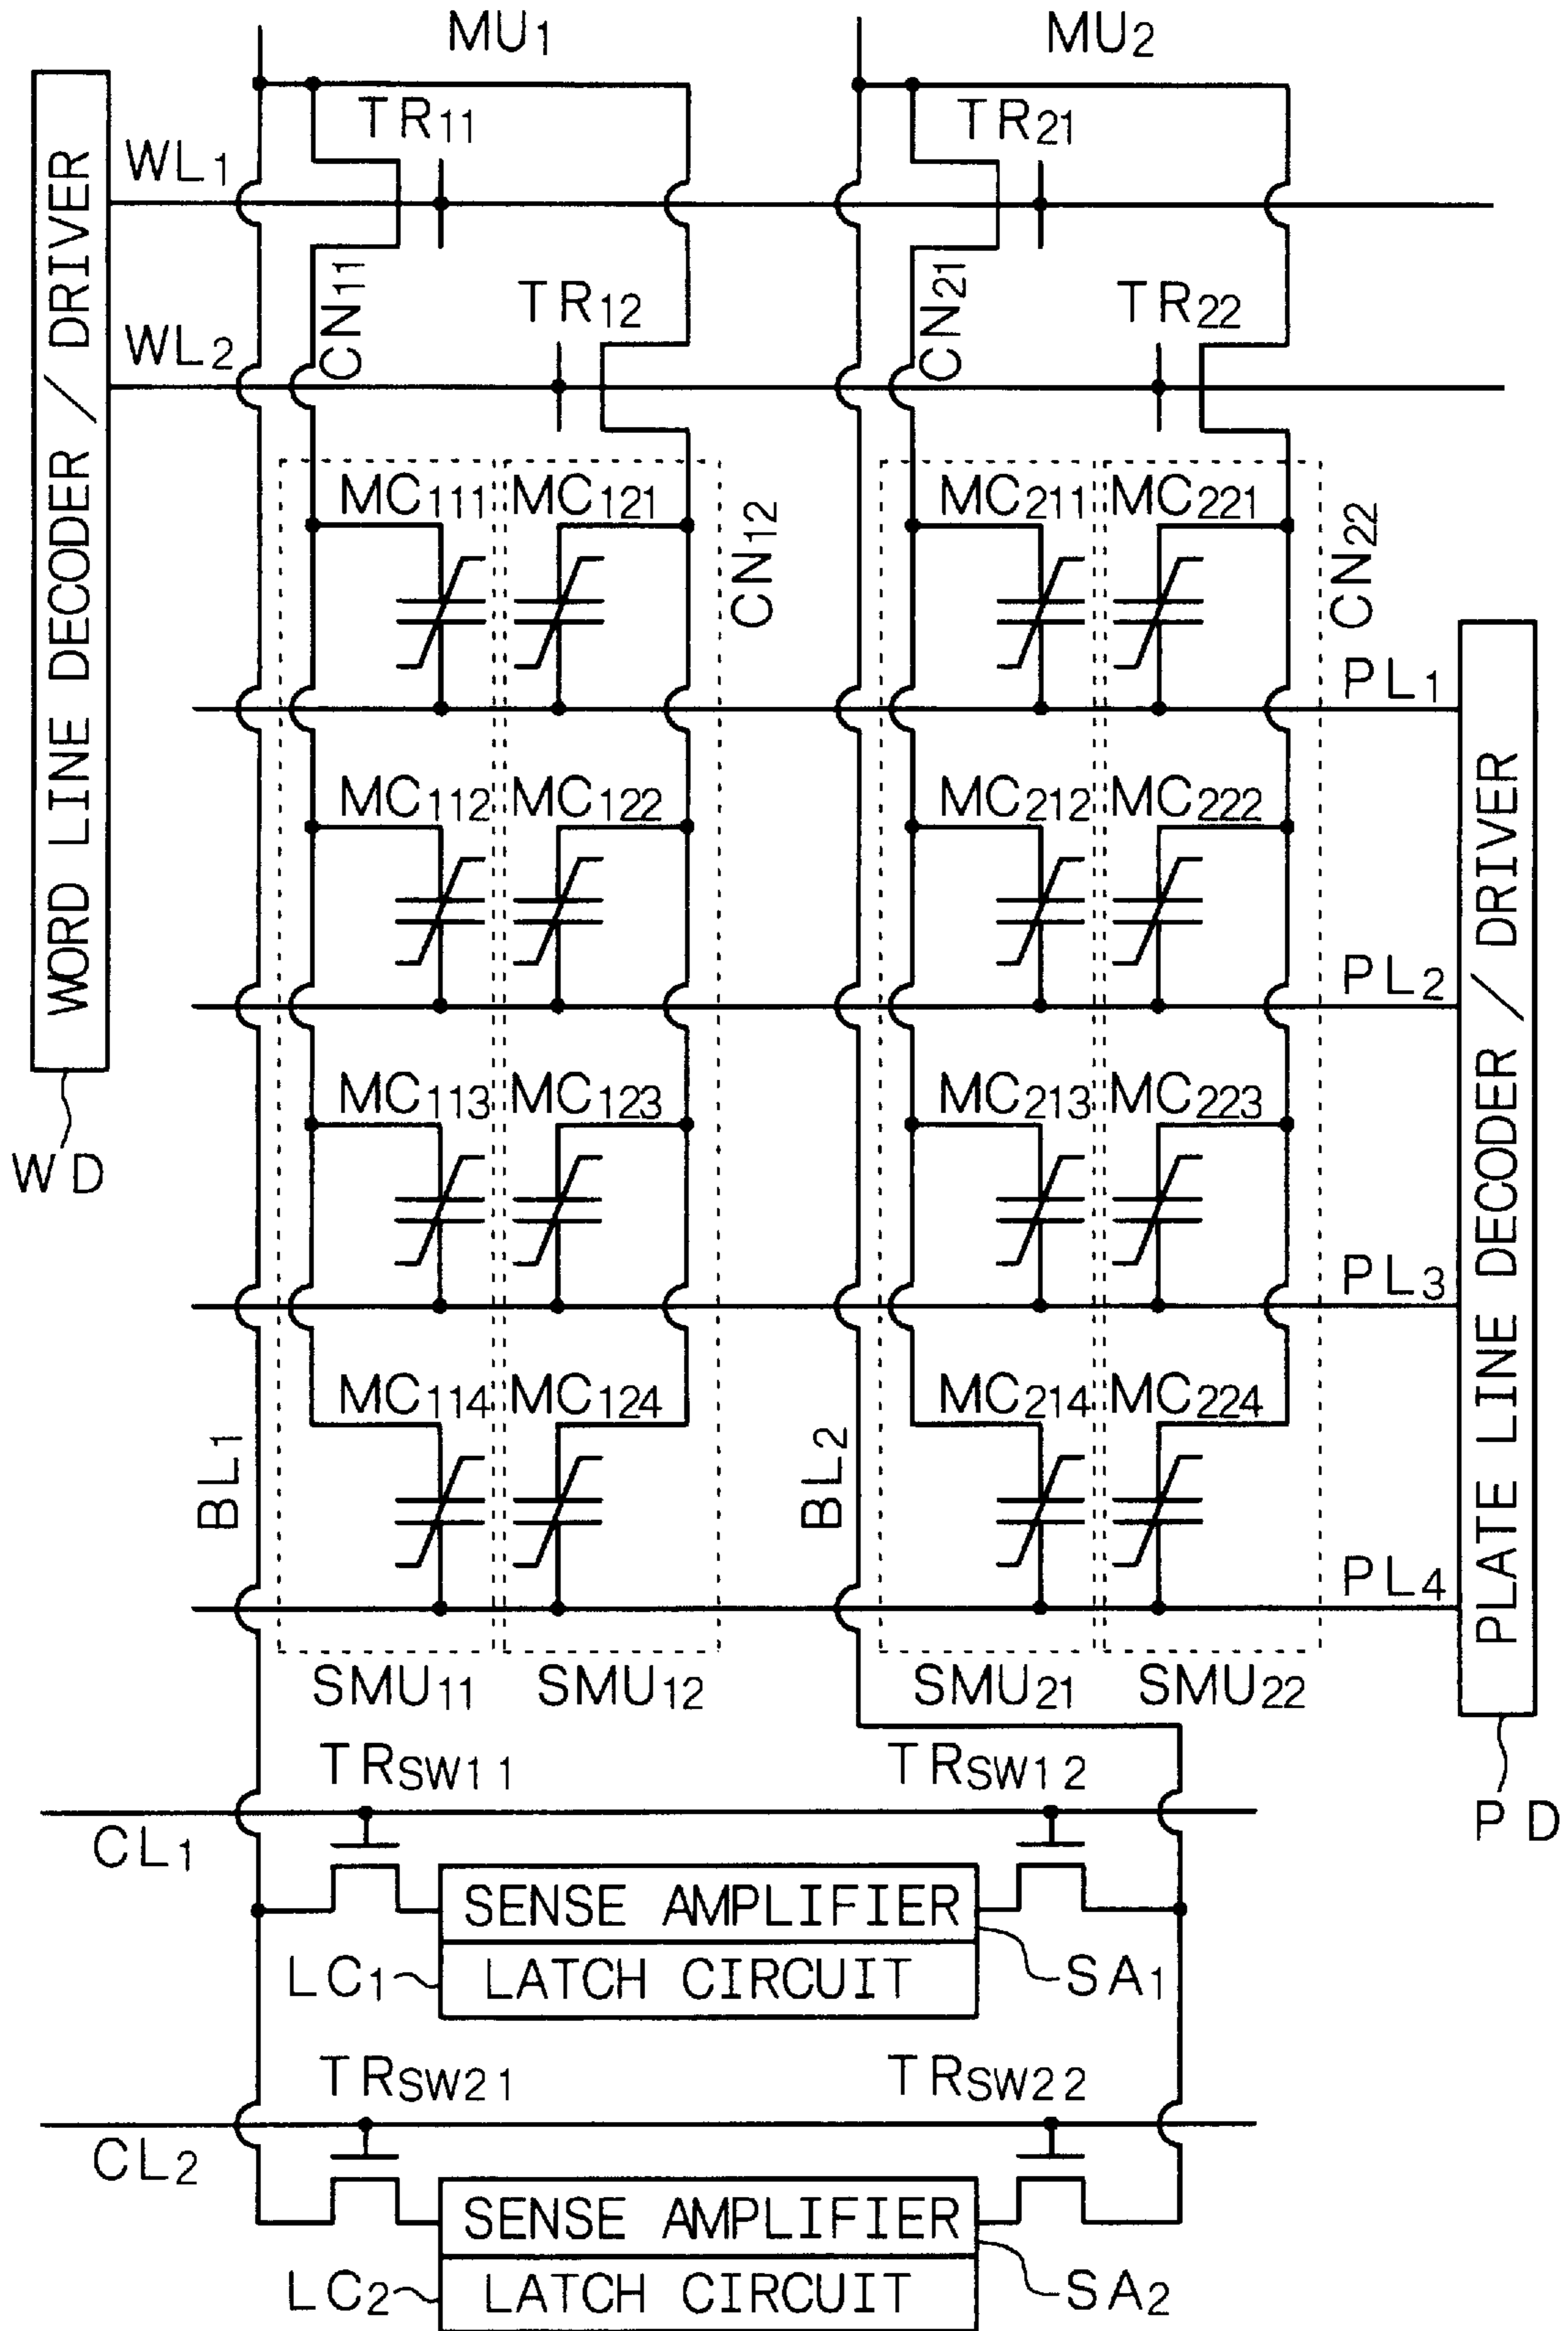 MU1 MU2
TR11 TR21
WL1
CN11 CN21
TR12 TR22
WL2
WORD LINE DECODER / DRIVER
MC111 MC121 MC211 MC221
CN12 CN22
PL1
MC112 MC122 MC212 MC222
PL2
MC113 MC123 MC213 MC223
WD
PL3
MC114 MC124 MC214 MC224
BL1 BL2
PL4
PLATE LINE DECODER / DRIVER
SMU11 SMU12 SMU21 SMU22
TRSW11 TRSW12
PD
CL1
SENSE AMPLIFIER
LC1 LATCH CIRCUIT SA1
TRSW21 TRSW22
CL2
SENSE AMPLIFIER
LC2 LATCH CIRCUIT SA2